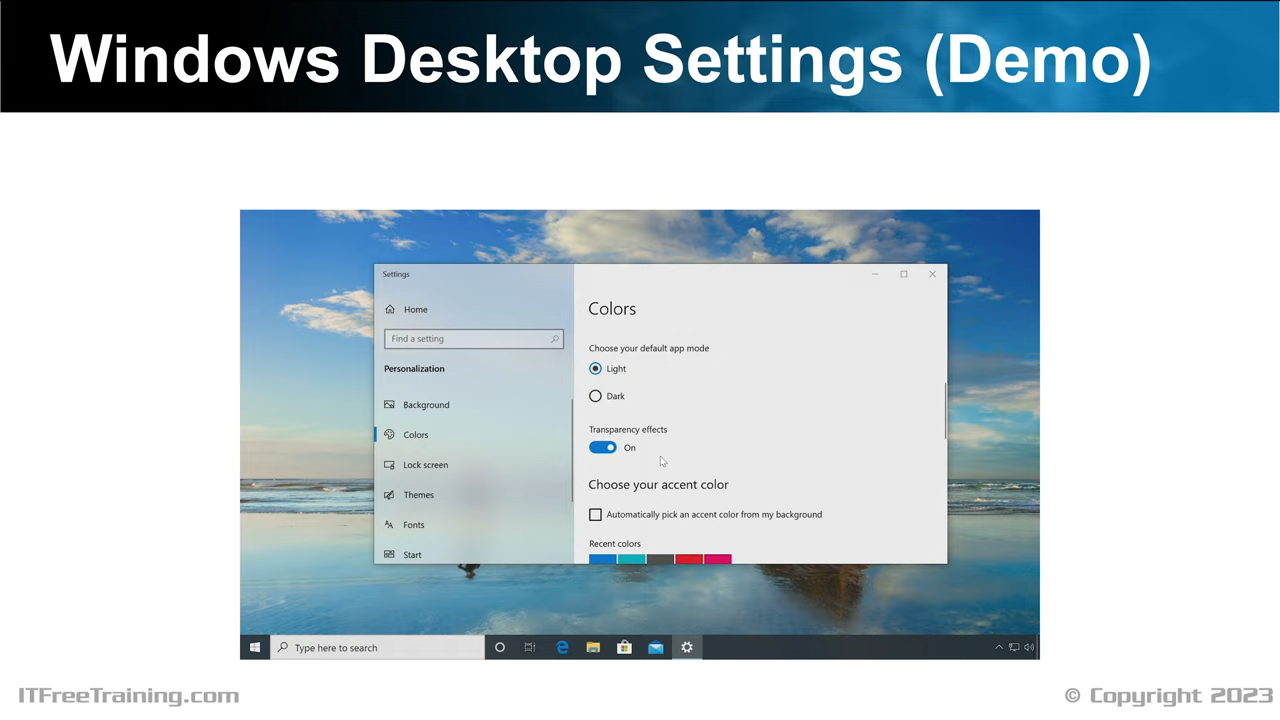 Windows Desktop Settings (Demo)
Settings
Home
Find a setting
Personalization
Background
Colors
Lock screen
Themes
Fonts
Start
Colors
Choose your default app mode
Light
Dark
Transparency effects
On
Choose your accent color
Automatically pick an accent color from my background
Recent colors
Type here to search
ITFreeTraining.com
© Copyright 2023